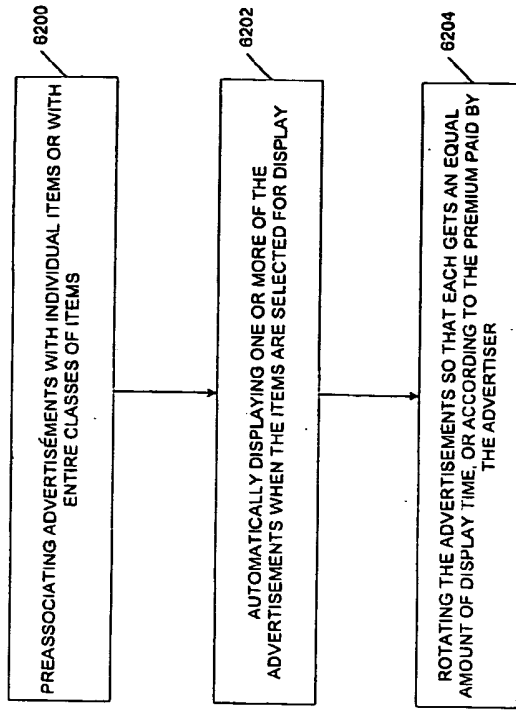 6200
PREASSOCIATING ADVERTISÉMENTS WITH INDIVIDUAL ITEMS OR WITH
ENTIRE CLASSES OF ITEMS
6202
AUTOMATICALLY DISPLAYING ONE OR MORE OF THE
ADVERTISEMENTS WHEN THE ITEMS ARE SELECTED FOR DISPLAY
6204
ROTATING THE ADVERTISEMENTS SO THAT EACH GETS AN EQUAL
AMOUNT OF DISPLAY TIME, OR ACCORDING TO THE PREMIUM PAID BY
THE ADVERTISER